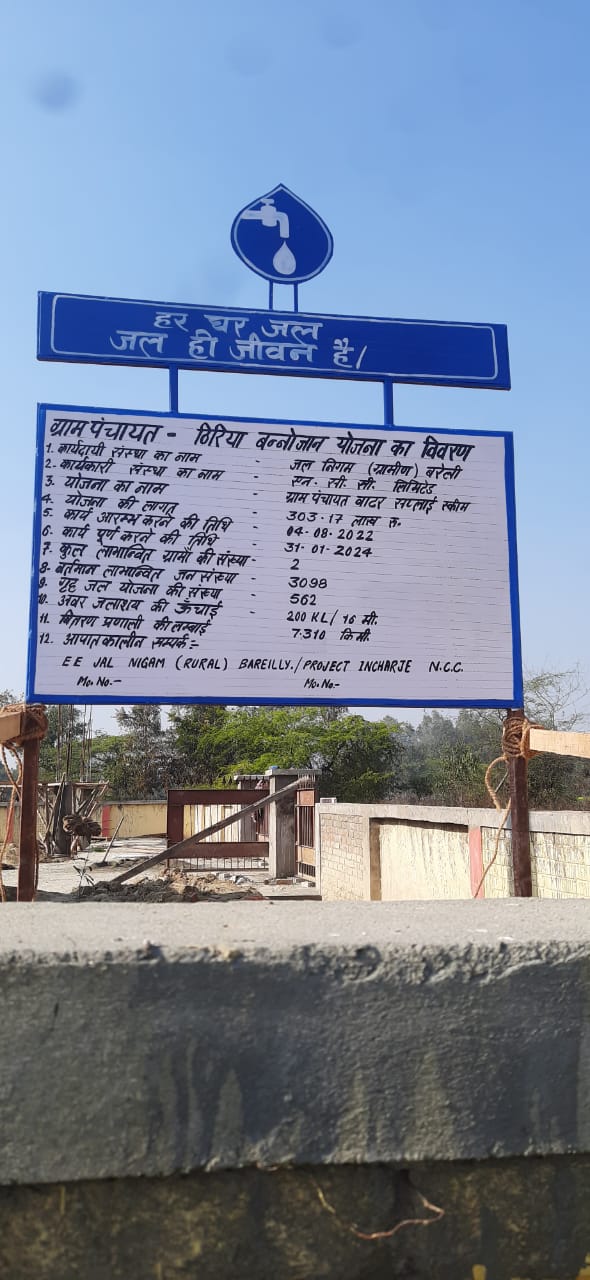 हर घर जल
जल ही जीवन है।
ग्राम पंचायत - ठिरिया बन्नोजान योजना का विवरण
1. कार्यदायी संस्था का नाम - जल निगम (ग्रामीण) बरेली
2. कार्यकारी संस्था का नाम - एन. सी. सी. लिमिटेड
3. योजना का नाम - ग्राम पंचायत वाटर सप्लाई स्कीम
4. योजना की लागत - 303.17 लाख रु.
5. कार्य आरम्भ करने की तिथि - 04-08-2022
6. कार्य पूर्ण करने की तिथि - 31-01-2024
7. कुल लाभान्वित ग्रामों की संख्या - 2
8. वर्तमान लाभान्वित जन संख्या - 3098
9. गृह जल योजना की संख्या - 562
10. अवर जलाशय की ऊँचाई - 200 KL / 16 मी.
11. वितरण प्रणाली की लम्बाई 7.310 किमी.
12. आपातकालीन सम्पर्क:-
EE JAL NIGAM (RURAL) BAREILLY./PROJECT INCHARJE N.C.C.
Mo. No.- Mo. No.-